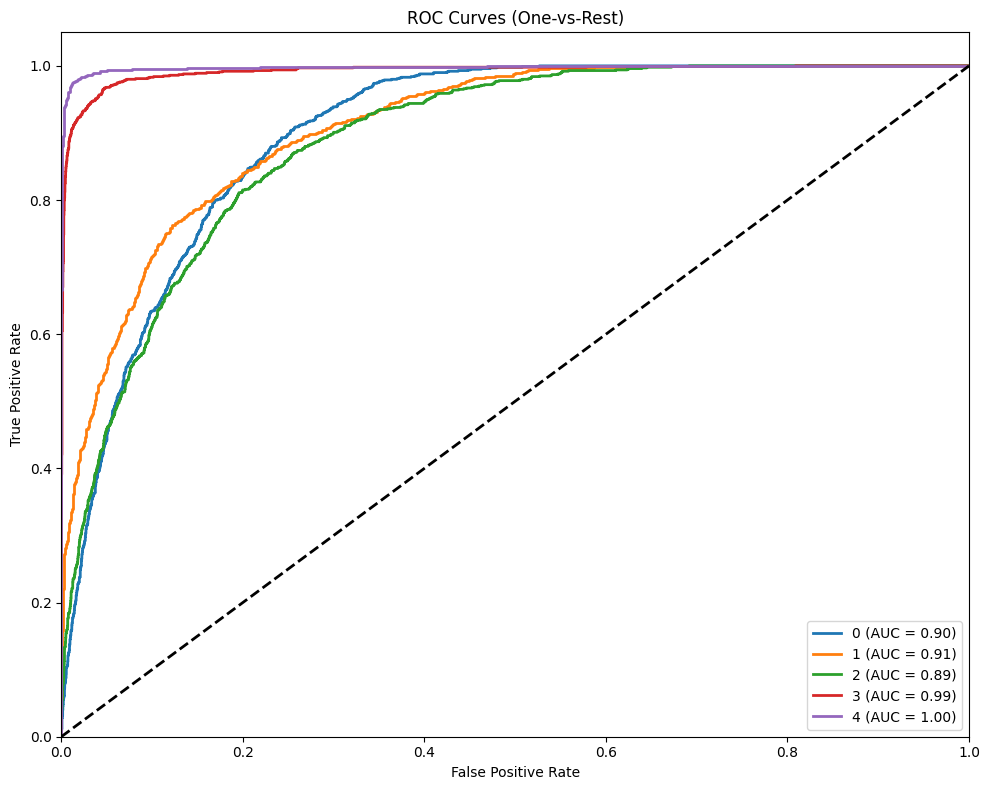 ROC Curves (One-vs-Rest)
True Positive Rate
1.0
0.8
0.6
0.4
0.2
0.0
0.0 0.2 0.4 0.6 0.8 1.0
False Positive Rate
0 (AUC = 0.90)
1 (AUC = 0.91)
2 (AUC = 0.89)
3 (AUC = 0.99)
4 (AUC = 1.00)